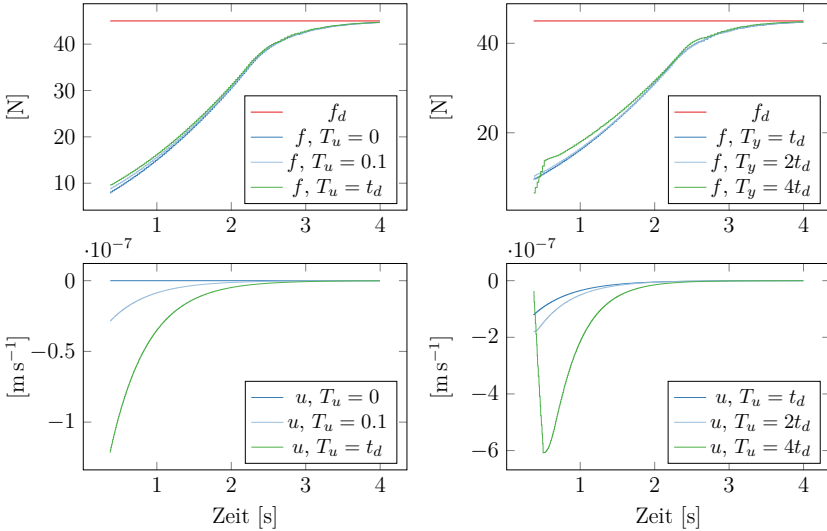 40
30
20
10
[N]
f_d
f, T_u = 0
f, T_u = 0.1
f, T_u = t_d
1 2 3 4
40
20
[N]
f_d
f, T_y = t_d
f, T_y = 2t_d
f, T_y = 4t_d
1 2 3 4
·10⁻⁷
0
−0.5
−1
[m s⁻¹]
u, T_u = 0
u, T_u = 0.1
u, T_u = t_d
1 2 3 4
Zeit [s]
·10⁻⁷
0
−2
−4
−6
[m s⁻¹]
u, T_u = t_d
u, T_u = 2t_d
u, T_u = 4t_d
1 2 3 4
Zeit [s]